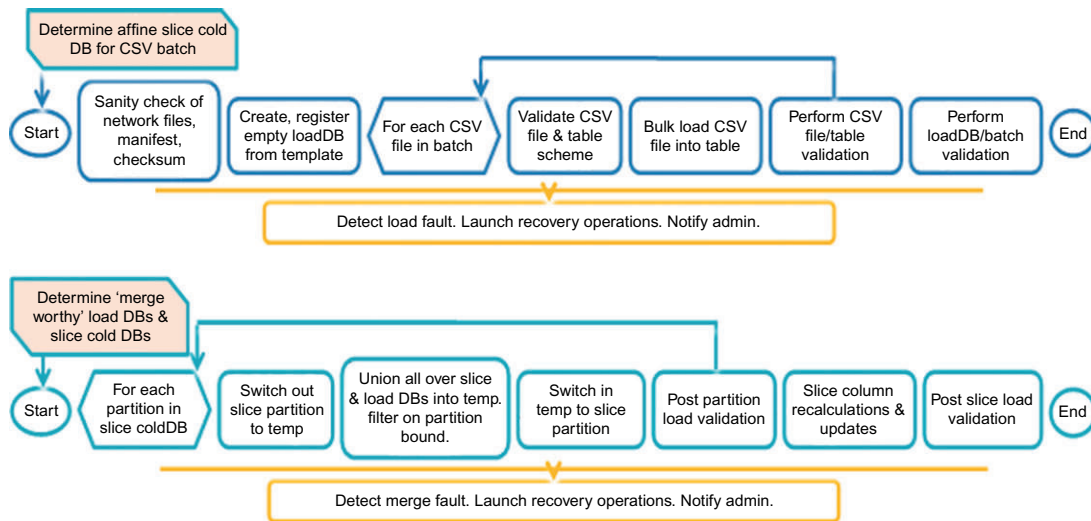 Determine affine slice cold
DB for CSV batch
Start
Sanity check of
network files,
manifest,
checksum
Create, register
empty loadDB
from template
For each CSV
file in batch
Validate CSV
file & table
scheme
Bulk load CSV
file into table
Perform CSV
file/table
validation
Perform
loadDB/batch
validation
End
Detect load fault. Launch recovery operations. Notify admin.
Determine ‘merge
worthy’ load DBs &
slice cold DBs
Start
For each
partition in
slice coldDB
Switch out
slice partition
to temp
Union all over slice
& load DBs into temp.
filter on partition
bound.
Switch in
temp to slice
partition
Post partition
load validation
Slice column
recalculations &
updates
Post slice load
validation
End
Detect merge fault. Launch recovery operations. Notify admin.